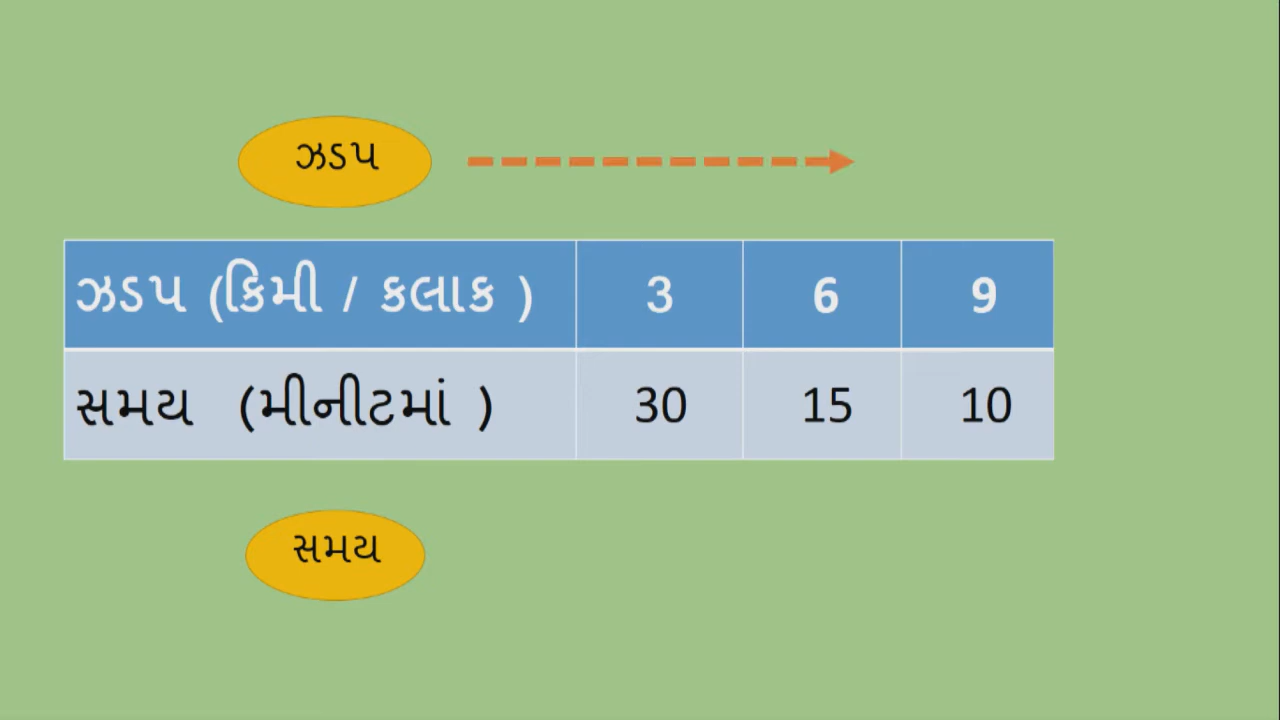 ઝડપ
ઝડપ (કિમી / કલાક ) 3 6 9
સમય (મીનીટમાં ) 30 15 10
સમય